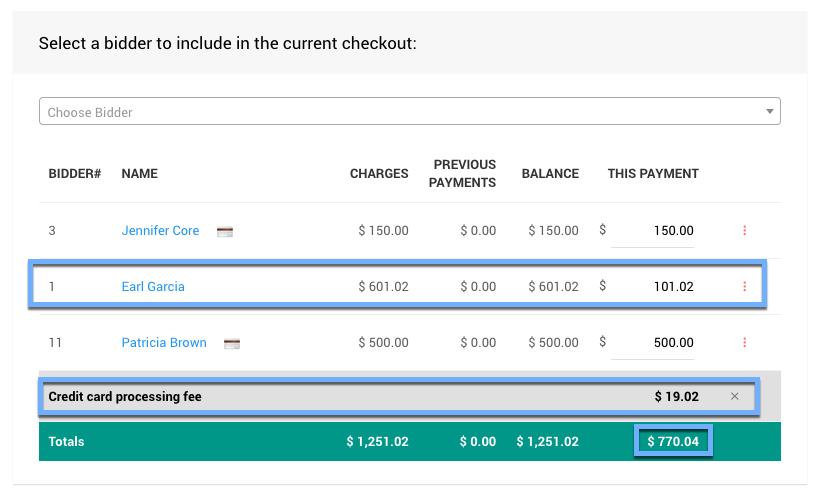 Select a bidder to include in the current checkout:
Choose Bidder
BIDDER# NAME CHARGES PREVIOUS PAYMENTS BALANCE THIS PAYMENT
3 Jennifer Core $ 150.00 $ 0.00 $ 150.00 $ 150.00
1 Earl Garcia $ 601.02 $ 0.00 $ 601.02 $ 101.02
11 Patricia Brown $ 500.00 $ 0.00 $ 500.00 $ 500.00
Credit card processing fee $ 19.02 ×
Totals $ 1,251.02 $ 0.00 $ 1,251.02 $ 770.04